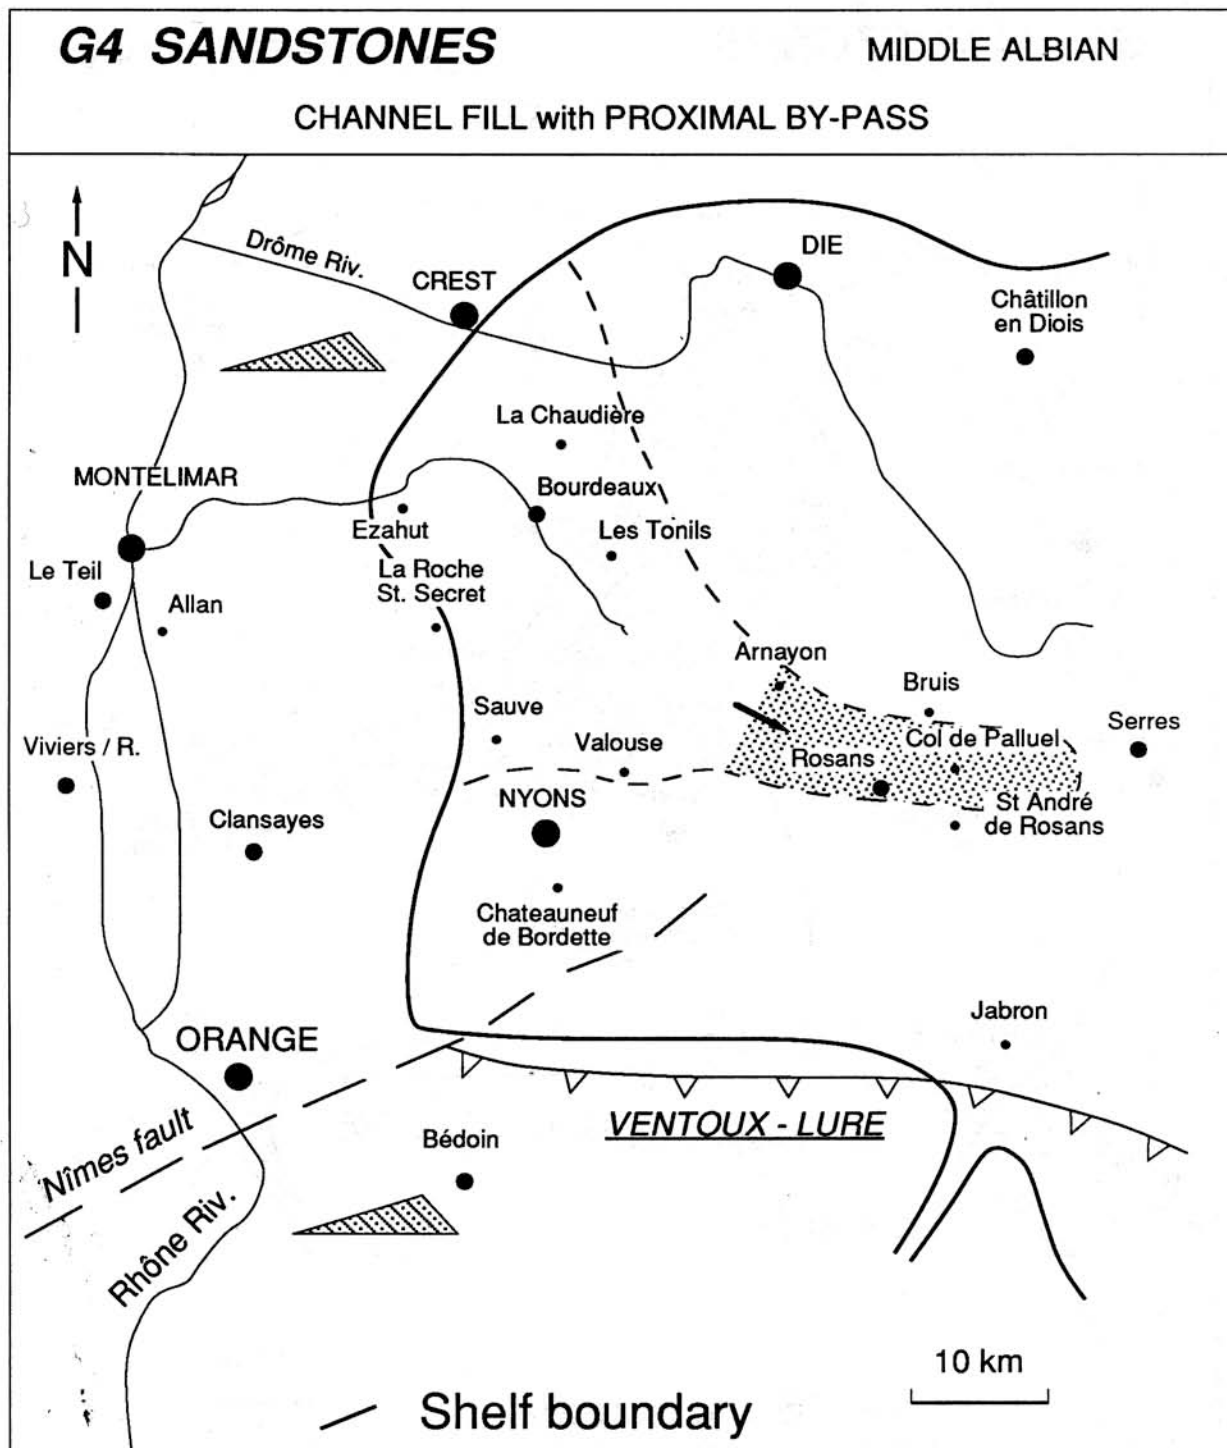 G4 SANDSTONES
MIDDLE ALBIAN
CHANNEL FILL with PROXIMAL BY-PASS
N
Drôme Riv.
CREST
DIE
Châtillon
en Diois
La Chaudière
MONTELIMAR
Bourdeaux
Ezahut
Les Tonils
Le Teil
La Roche
St. Secret
Allan
Arnayon
Bruis
Sauve
Serres
Viviers / R.
Valouse
Col de Palluel
Rosans
NYONS
St André
de Rosans
Clansayes
Chateauneuf
de Bordette
Jabron
ORANGE
VENTOUX - LURE
Nîmes fault
Bédoin
Rhône Riv.
10 km
Shelf boundary